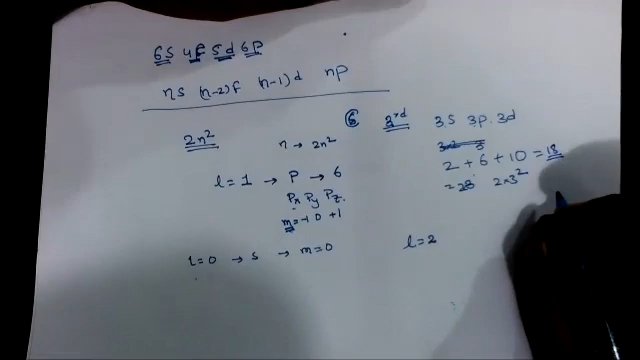 6s 4f 5d 6p
ns (n-2)f (n-1)d np
2n² n → 2n²
3rd 3s 3p 3d
2 + 6 + 10 = 18
2×3²
l=1 → P → 6
Px Py Pz
m=-1 0 +1
l=0 → s → m=0
l=2